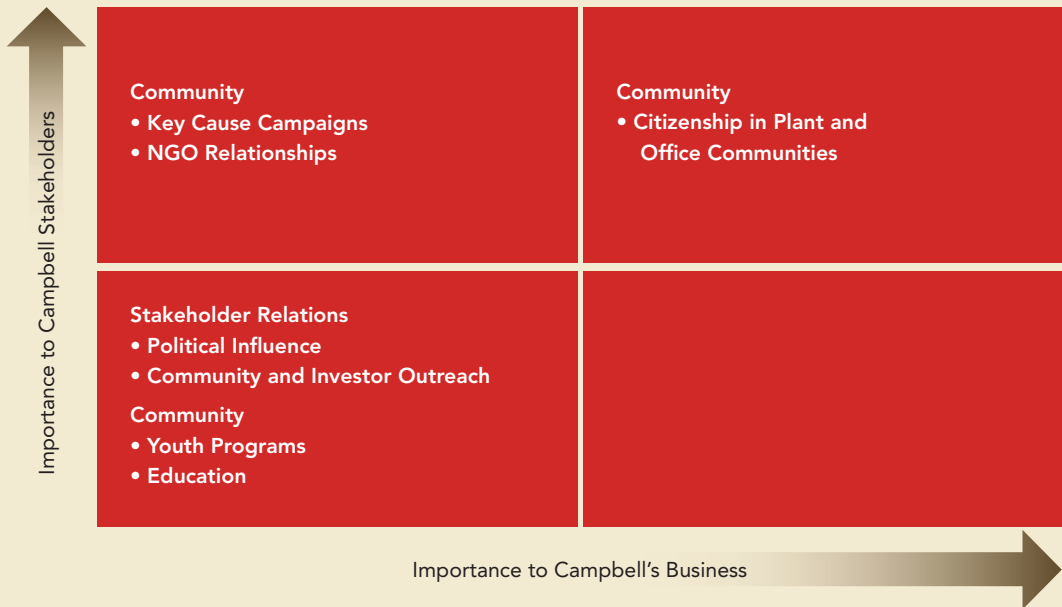 Importance to Campbell Stakeholders
Community
• Key Cause Campaigns
• NGO Relationships
Community
• Citizenship in Plant and
Office Communities
Stakeholder Relations
• Political Influence
• Community and Investor Outreach
Community
• Youth Programs
• Education
Importance to Campbell’s Business